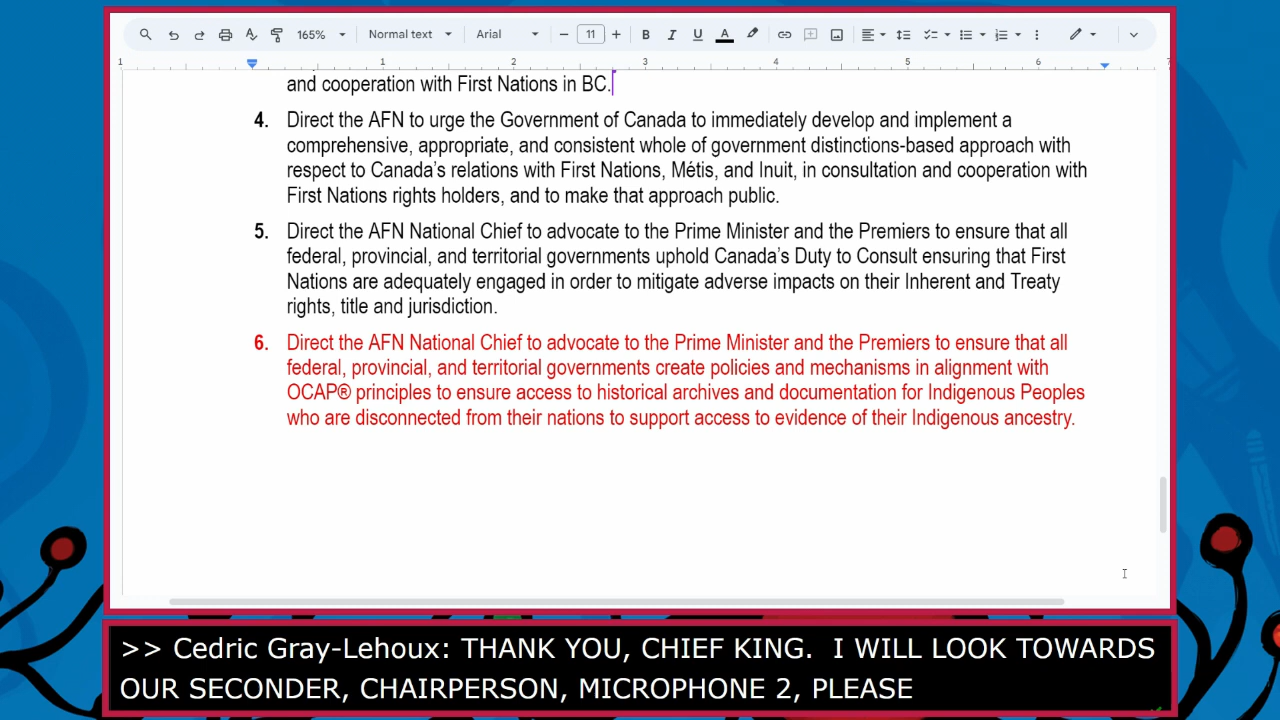 165%
Normal text
Arial
11
B I U A
1 1 2 3 4 5 6 7
and cooperation with First Nations in BC.
4. Direct the AFN to urge the Government of Canada to immediately develop and implement a
comprehensive, appropriate, and consistent whole of government distinctions-based approach with
respect to Canada's relations with First Nations, Métis, and Inuit, in consultation and cooperation with
First Nations rights holders, and to make that approach public.
5. Direct the AFN National Chief to advocate to the Prime Minister and the Premiers to ensure that all
federal, provincial, and territorial governments uphold Canada's Duty to Consult ensuring that First
Nations are adequately engaged in order to mitigate adverse impacts on their Inherent and Treaty
rights, title and jurisdiction.
6. Direct the AFN National Chief to advocate to the Prime Minister and the Premiers to ensure that all
federal, provincial, and territorial governments create policies and mechanisms in alignment with
OCAP® principles to ensure access to historical archives and documentation for Indigenous Peoples
who are disconnected from their nations to support access to evidence of their Indigenous ancestry.
>> Cedric Gray-Lehoux: THANK YOU, CHIEF KING. I WILL LOOK TOWARDS
OUR SECONDER, CHAIRPERSON, MICROPHONE 2, PLEASE